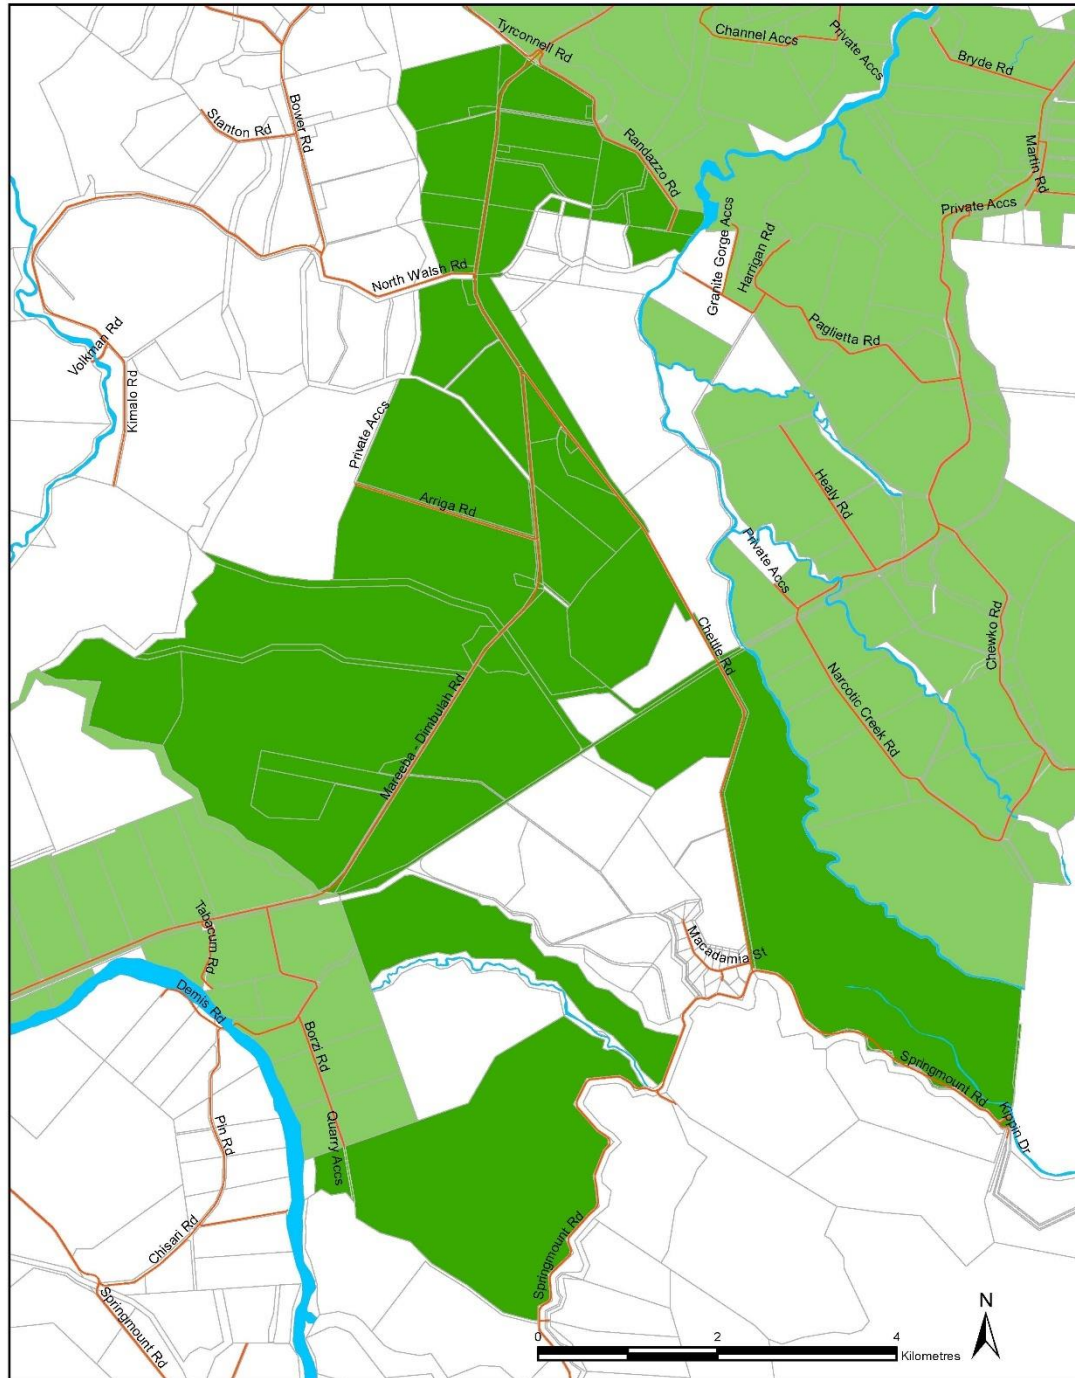 Tyrconnell Rd
Channel Accs
Private Accs
Bryde Rd
Stanton Rd
Bower Rd
Randazzo Rd
Martin Rd
Private Accs
Granite Gorge Accs
Harrigan Rd
North Walsh Rd
Paglietta Rd
Volkman Rd
Kimalo Rd
Private Accs
Arriga Rd
Healy Rd
Private Accs
Chettle Rd
Chewko Rd
Narcotic Creek Rd
Mareeba - Dimbulah Rd
Tabacum Rd
Macadamia St
Demis Rd
Borzi Rd
Springmount Rd
Kippin Dr
Pin Rd
Quarry Accs
Chisari Rd
Springmount Rd
Springmount Rd
N
0 2 4
Kilometres